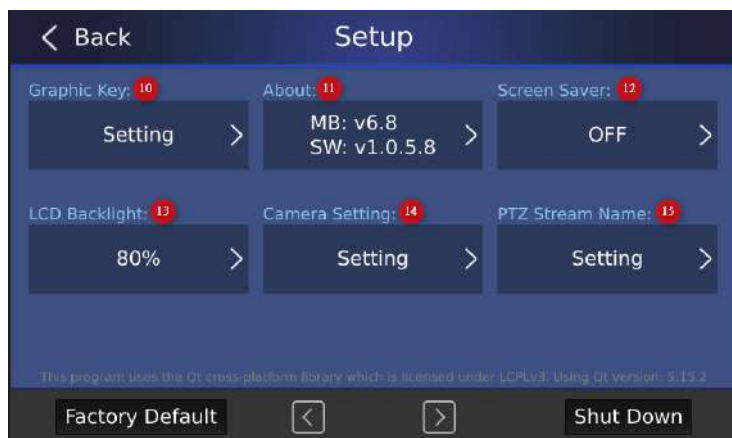 Back
Setup
Graphic Key: 10
About: 11
Screen Saver: 12
Setting
MB: v6.8
SW: v1.0.5.8
OFF
LCD Backlight: 13
Camera Setting: 14
PTZ Stream Name: 15
80%
Setting
Setting
This program uses the Qt cross-platform library which is licensed under LCPLv3. Using Qt version: 5.15.2
Factory Default
Shut Down